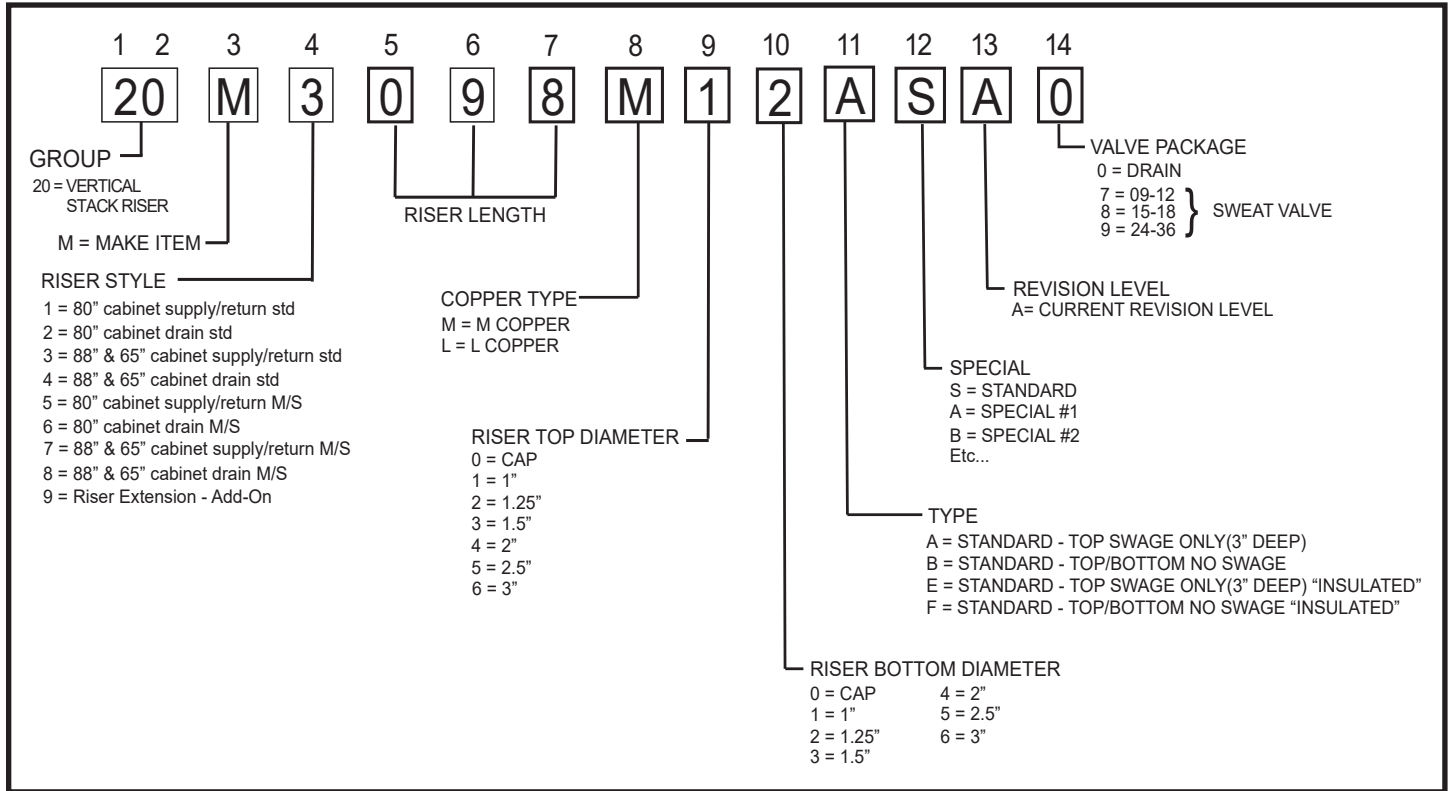 1 2 3 4 5 6 7 8 9 10 11 12 13 14
20 M 3 0 9 8 M 1 2 A S A 0
GROUP
20 = VERTICAL
STACK RISER
M = MAKE ITEM
RISER STYLE
1 = 80” cabinet supply/return std
2 = 80” cabinet drain std
3 = 88” & 65” cabinet supply/return std
4 = 88” & 65” cabinet drain std
5 = 80” cabinet supply/return M/S
6 = 80” cabinet drain M/S
7 = 88” & 65” cabinet supply/return M/S
8 = 88” & 65” cabinet drain M/S
9 = Riser Extension - Add-On
RISER LENGTH
COPPER TYPE
M = M COPPER
L = L COPPER
RISER TOP DIAMETER
0 = CAP
1 = 1”
2 = 1.25”
3 = 1.5”
4 = 2”
5 = 2.5”
6 = 3”
RISER BOTTOM DIAMETER
0 = CAP 4 = 2”
1 = 1” 5 = 2.5”
2 = 1.25” 6 = 3”
3 = 1.5”
TYPE
A = STANDARD - TOP SWAGE ONLY(3” DEEP)
B = STANDARD - TOP/BOTTOM NO SWAGE
E = STANDARD - TOP SWAGE ONLY(3” DEEP) “INSULATED”
F = STANDARD - TOP/BOTTOM NO SWAGE “INSULATED”
SPECIAL
S = STANDARD
A = SPECIAL #1
B = SPECIAL #2
Etc...
REVISION LEVEL
A= CURRENT REVISION LEVEL
VALVE PACKAGE
0 = DRAIN
7 = 09-12
8 = 15-18 } SWEAT VALVE
9 = 24-36